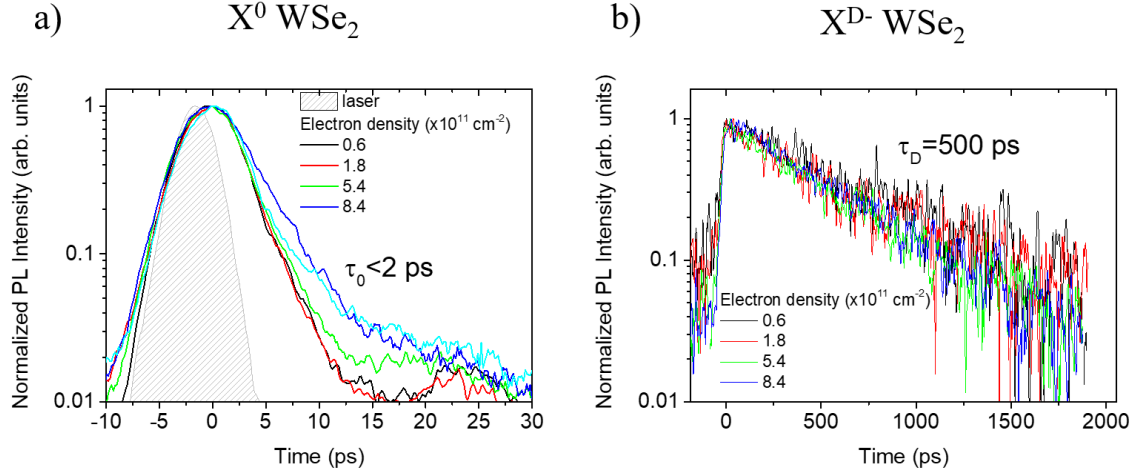 a) X⁰ WSe₂
Normalized PL Intensity (arb. units)
1
0.1
0.01
laser
Electron density (x10¹¹ cm⁻²)
0.6
1.8
5.4
8.4
τ₀<2 ps
-10 -5 0 5 10 15 20 25 30
Time (ps)
b) Xᴰ⁻ WSe₂
Normalized PL Intensity (arb. units)
1
0.1
0.01
τD=500 ps
Electron density (x10¹¹ cm⁻²)
0.6
1.8
5.4
8.4
0 500 1000 1500 2000
Time (ps)